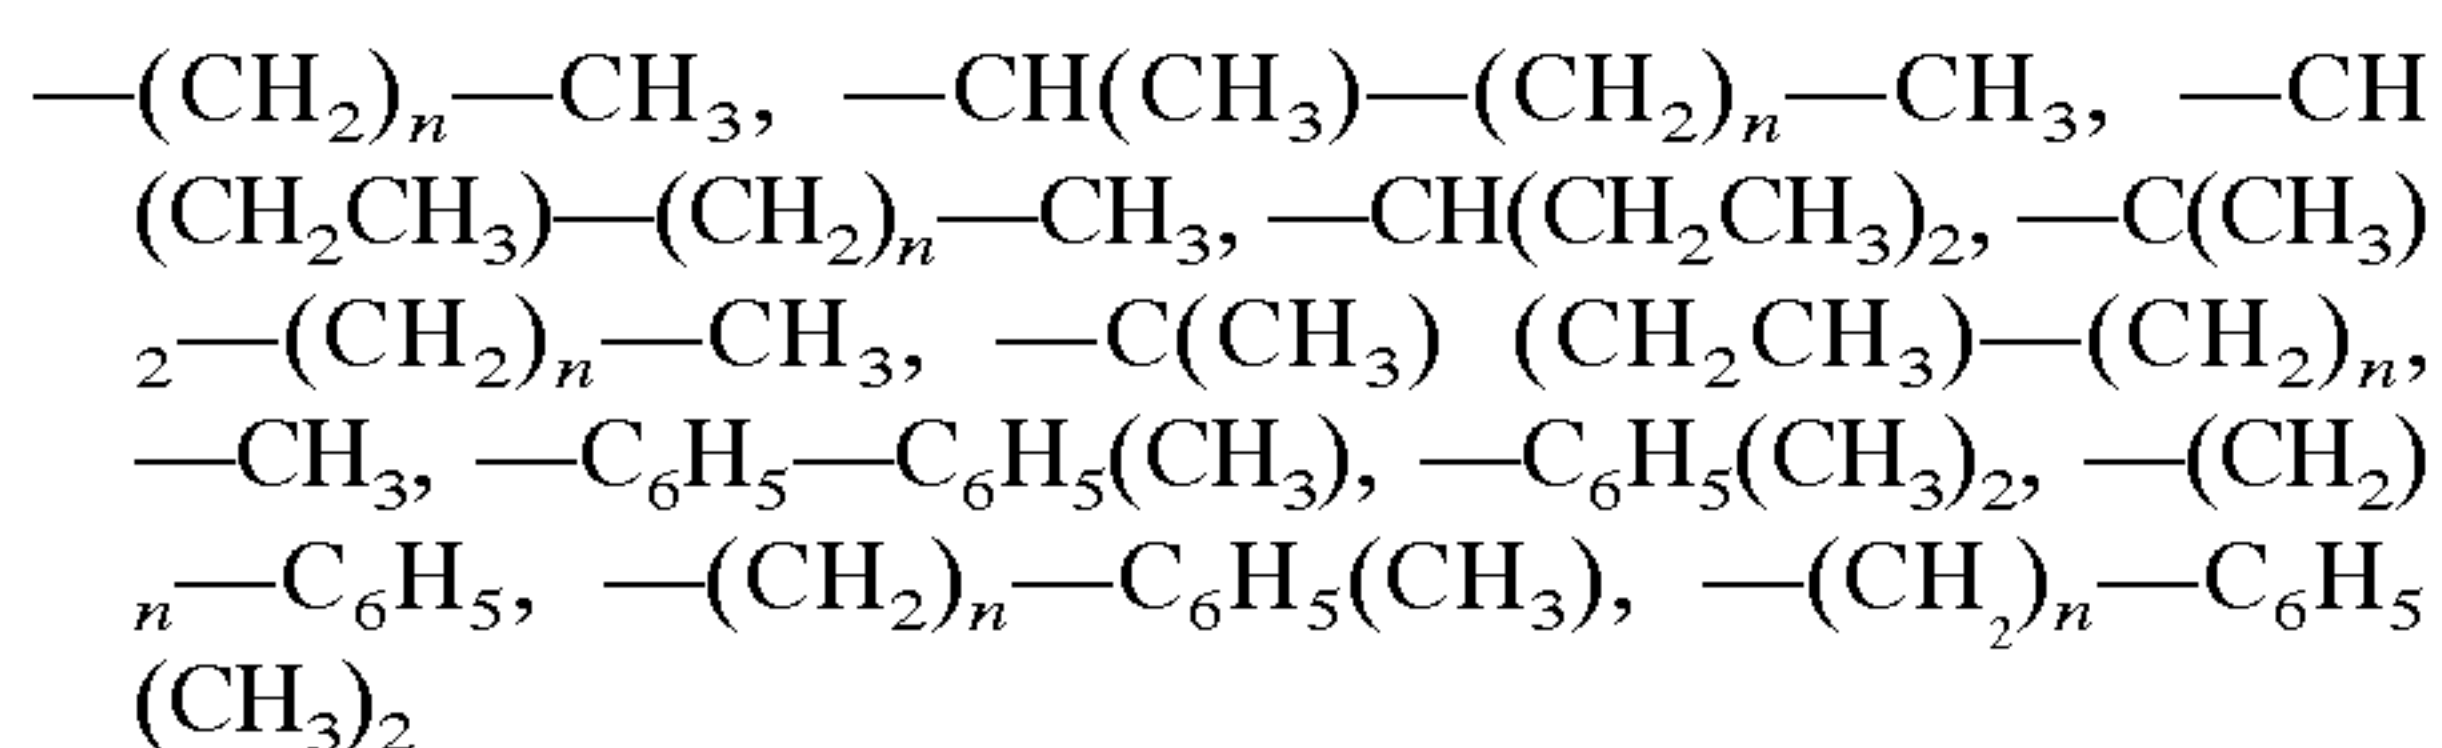 —(CH₂)ₙ—CH₃, —CH(CH₃)—(CH₂)ₙ—CH₃, —CH
(CH₂CH₃)—(CH₂)ₙ—CH₃, —CH(CH₂CH₃)₂, —C(CH₃)
₂—(CH₂)ₙ—CH₃, —C(CH₃) (CH₂CH₃)—(CH₂)ₙ,
—CH₃, —C₆H₅—C₆H₅(CH₃), —C₆H₅(CH₃)₂, —(CH₂)
ₙ—C₆H₅, —(CH₂)ₙ—C₆H₅(CH₃), —(CH₂)ₙ—C₆H₅
(CH₃)₂